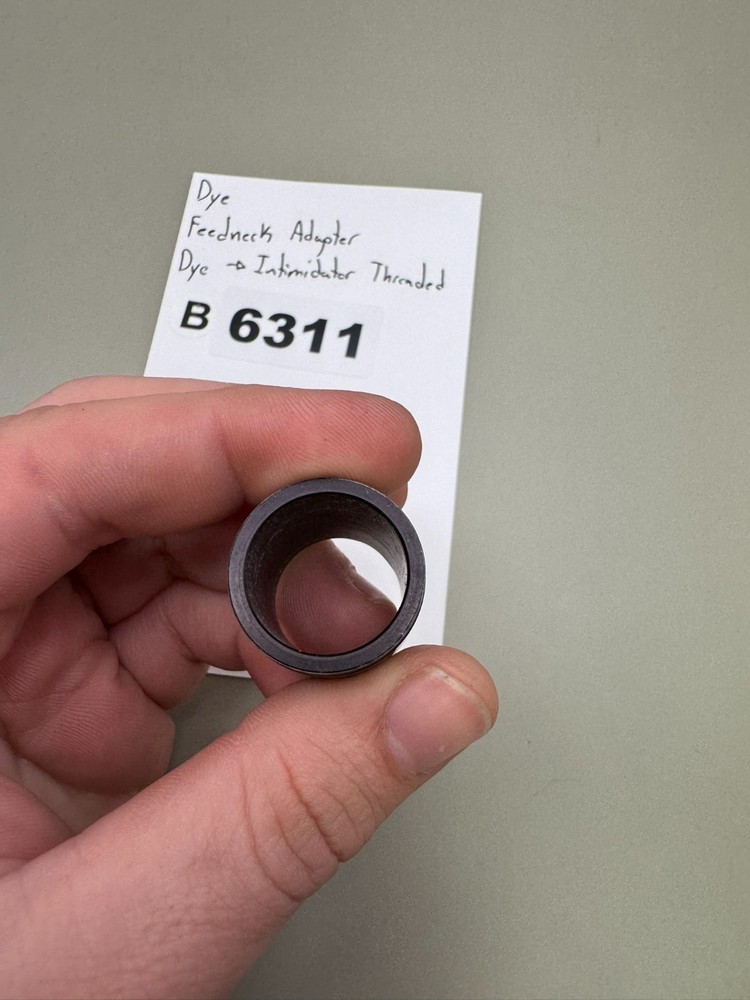 Dye
Feedneck Adapter
Dye → Intimidator Threaded
B 6311